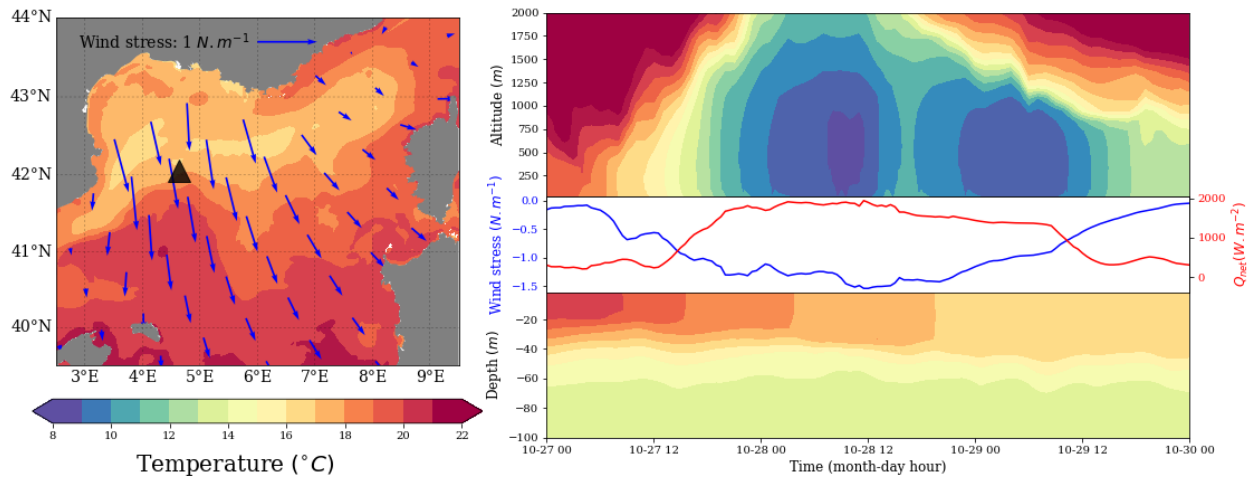 44°N
43°N
42°N
41°N
40°N
Wind stress: 1 N.m⁻¹
3°E 4°E 5°E 6°E 7°E 8°E 9°E
8 10 12 14 16 18 20 22
Temperature (°C)
2000
1750
1500
1250
1000
750
500
250
Altitude (m)
0.0
−0.5
−1.0
−1.5
Wind stress (N.m⁻¹)
2000
1000
0
Qnet(W.m⁻²)
−20
−40
−60
−80
−100
Depth (m)
10-27 00 10-27 12 10-28 00 10-28 12 10-29 00 10-29 12 10-30 00
Time (month-day hour)